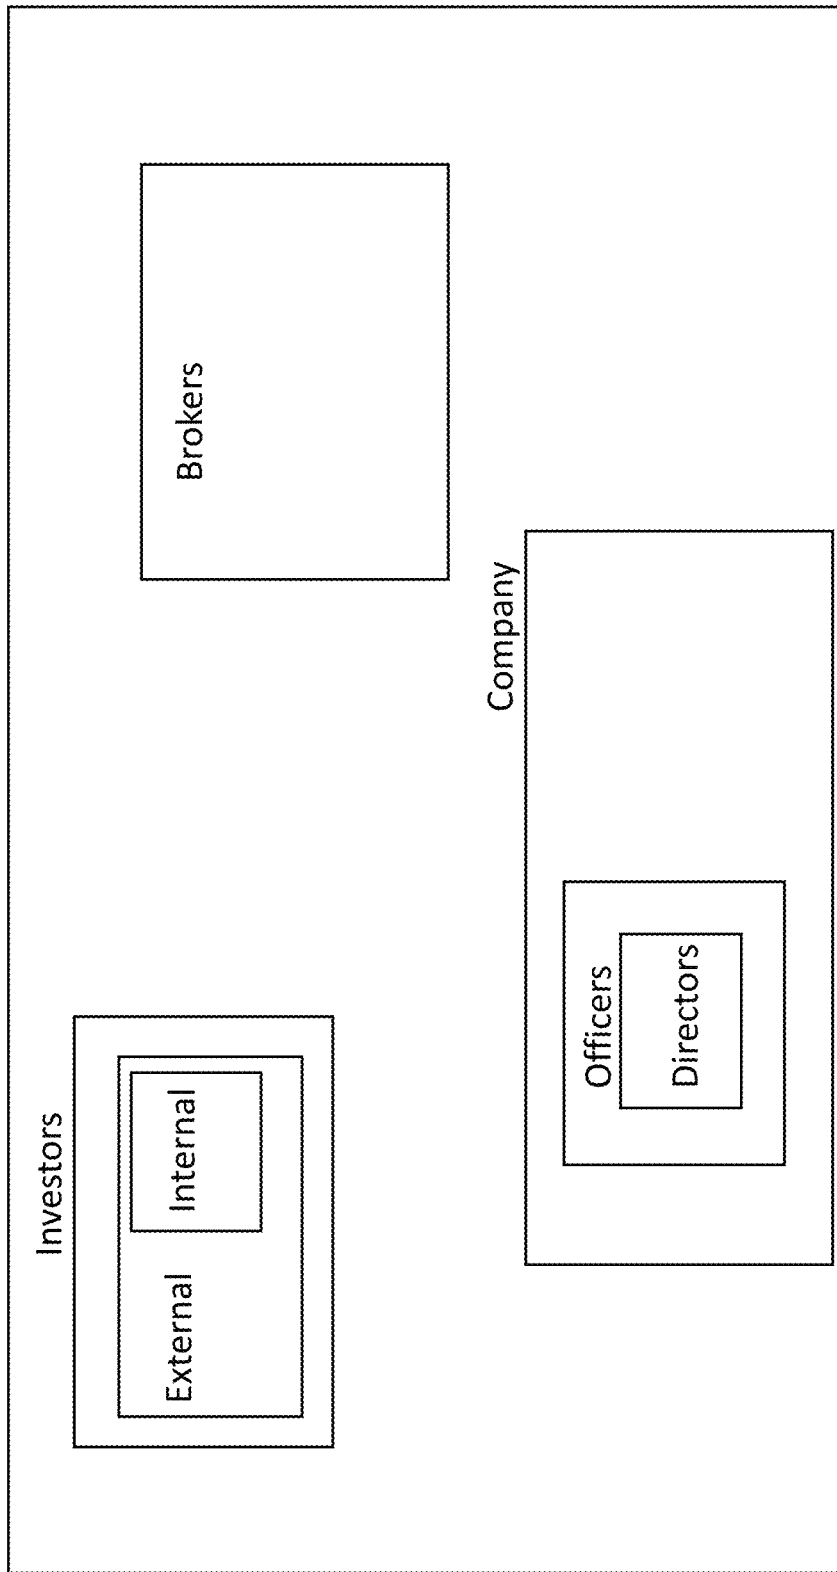 Investors
External
Internal
Brokers
Company
Officers
Directors